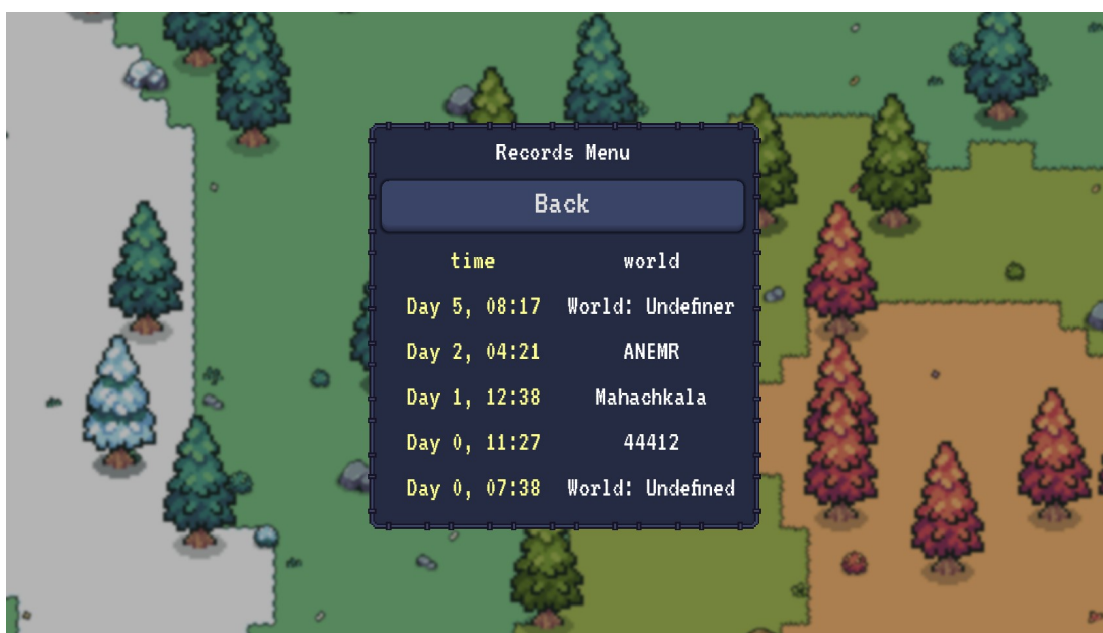 Records Menu
Back
time world
Day 5, 08:17 World: Undefiner
Day 2, 04:21 ANEMR
Day 1, 12:38 Mahachkala
Day 0, 11:27 44412
Day 0, 07:38 World: Undefined